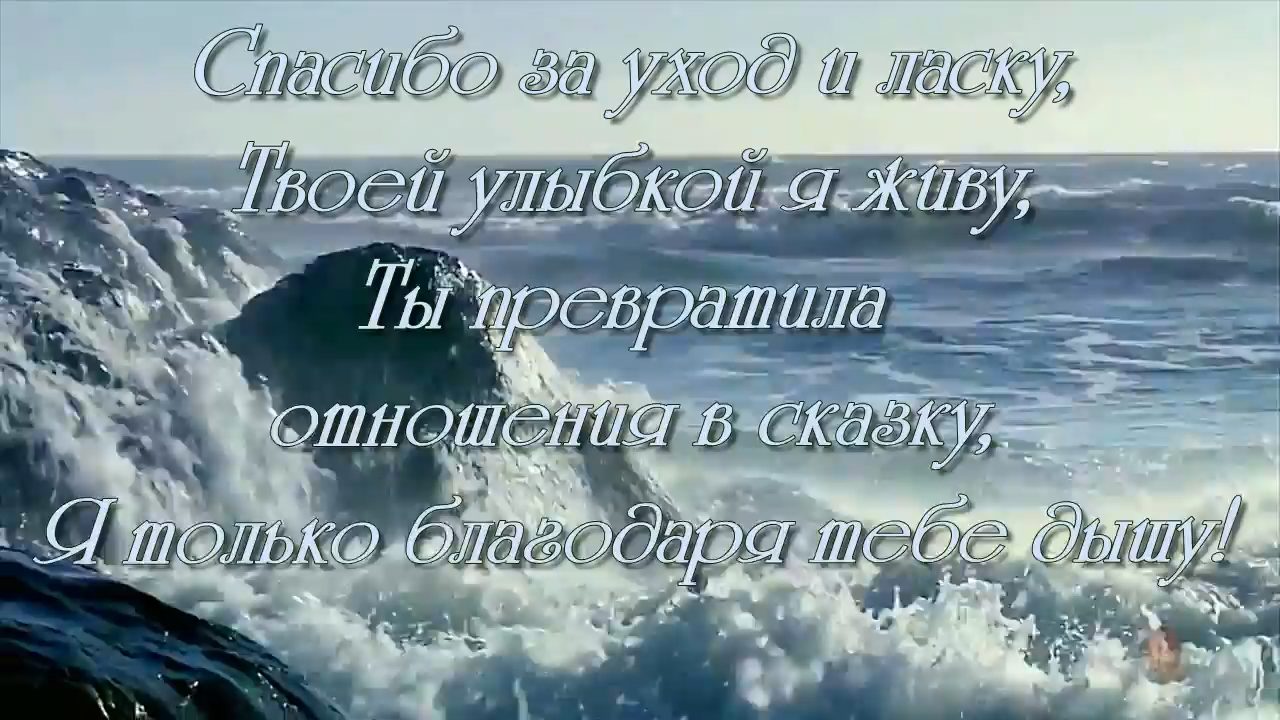 Спасибо за уход и ласку,
Твоей улыбкой я живу,
Ты превратила
отношения в сказку,
Я только благодаря тебе дышу!